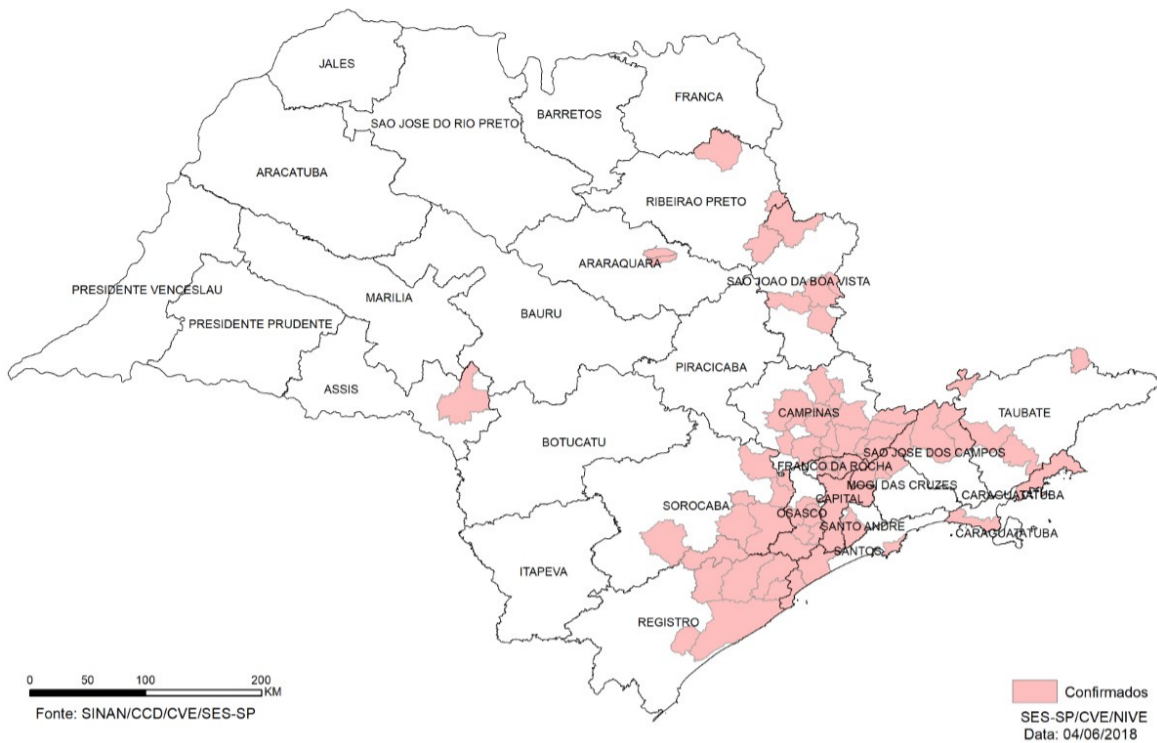 JALES
FRANCA
BARRETOS
SAO JOSE DO RIO PRETO
ARACATUBA
RIBEIRAO PRETO
ARARAQUARA
SAO JOAO DA BOA VISTA
PRESIDENTE VENCESLAU
MARILIA
BAURU
PRESIDENTE PRUDENTE
PIRACICABA
ASSIS
CAMPINAS
TAUBATE
BOTUCATU
SAO JOSE DOS CAMPOS
FRANCO DA ROCHA
MOGI DAS CRUZES
CAPITAL
CARAGUATATUBA
SOROCABA
OSASCO
SANTO ANDRE
CARAGUATATUBA
SANTOS
ITAPEVA
REGISTRO
0 50 100 200
KM
Fonte: SINAN/CCD/CVE/SES-SP
Confirmados
SES-SP/CVE/NIVE
Data: 04/06/2018